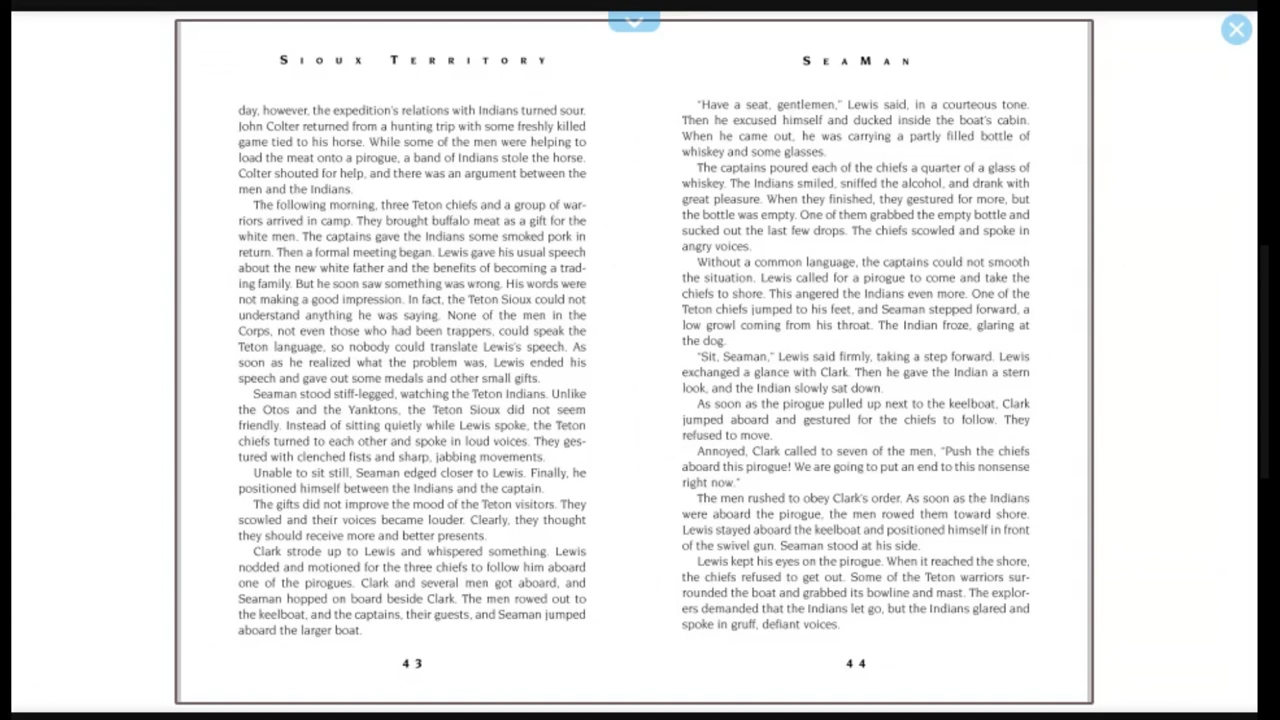 Sioux Territory
day, however, the expedition's relations with Indians turned sour.
John Colter returned from a hunting trip with some freshly killed
game tied to his horse. While some of the men were helping to
load the meat onto a pirogue, a band of Indians stole the horse.
Colter shouted for help, and there was an argument between the
men and the Indians.
The following morning, three Teton chiefs and a group of war-
riors arrived in camp. They brought buffalo meat as a gift for the
white men. The captains gave the Indians some smoked pork in
return. Then a formal meeting began. Lewis gave his usual speech
about the new white father and the benefits of becoming a trad-
ing family. But he soon saw something was wrong. His words were
not making a good impression. In fact, the Teton Sioux could not
understand anything he was saying. None of the men in the
Corps, not even those who had been trappers, could speak the
Teton language, so nobody could translate Lewis's speech. As
soon as he realized what the problem was, Lewis ended his
speech and gave out some medals and other small gifts.
Seaman stood stiff-legged, watching the Teton Indians. Unlike
the Otos and the Yanktons, the Teton Sioux did not seem
friendly. Instead of sitting quietly while Lewis spoke, the Teton
chiefs turned to each other and spoke in loud voices. They ges-
tured with clenched fists and sharp, jabbing movements.
Unable to sit still, Seaman edged closer to Lewis. Finally, he
positioned himself between the Indians and the captain.
The gifts did not improve the mood of the Teton visitors. They
scowled and their voices became louder. Clearly, they thought
they should receive more and better presents.
Clark strode up to Lewis and whispered something. Lewis
nodded and motioned for the three chiefs to follow him aboard
one of the pirogues. Clark and several men got aboard, and
Seaman hopped on board beside Clark. The men rowed out to
the keelboat, and the captains, their guests, and Seaman jumped
aboard the larger boat.
43
SeaMan
"Have a seat, gentlemen," Lewis said, in a courteous tone.
Then he excused himself and ducked inside the boat's cabin.
When he came out, he was carrying a partly filled bottle of
whiskey and some glasses.
The captains poured each of the chiefs a quarter of a glass of
whiskey. The Indians smiled, sniffed the alcohol, and drank with
great pleasure. When they finished, they gestured for more, but
the bottle was empty. One of them grabbed the empty bottle and
sucked out the last few drops. The chiefs scowled and spoke in
angry voices.
Without a common language, the captains could not smooth
the situation. Lewis called for a pirogue to come and take the
chiefs to shore. This angered the Indians even more. One of the
Teton chiefs jumped to his feet, and Seaman stepped forward, a
low growl coming from his throat. The Indian froze, glaring at
the dog.
"Sit, Seaman," Lewis said firmly, taking a step forward. Lewis
exchanged a glance with Clark. Then he gave the Indian a stern
look, and the Indian slowly sat down.
As soon as the pirogue pulled up next to the keelboat, Clark
jumped aboard and gestured for the chiefs to follow. They
refused to move.
Annoyed, Clark called to seven of the men, "Push the chiefs
aboard this pirogue! We are going to put an end to this nonsense
right now."
The men rushed to obey Clark's order. As soon as the Indians
were aboard the pirogue, the men rowed them toward shore.
Lewis stayed aboard the keelboat and positioned himself in front
of the swivel gun. Seaman stood at his side.
Lewis kept his eyes on the pirogue. When it reached the shore,
the chiefs refused to get out. Some of the Teton warriors sur-
rounded the boat and grabbed its bowline and mast. The explor-
ers demanded that the Indians let go, but the Indians glared and
spoke in gruff, defiant voices.
44